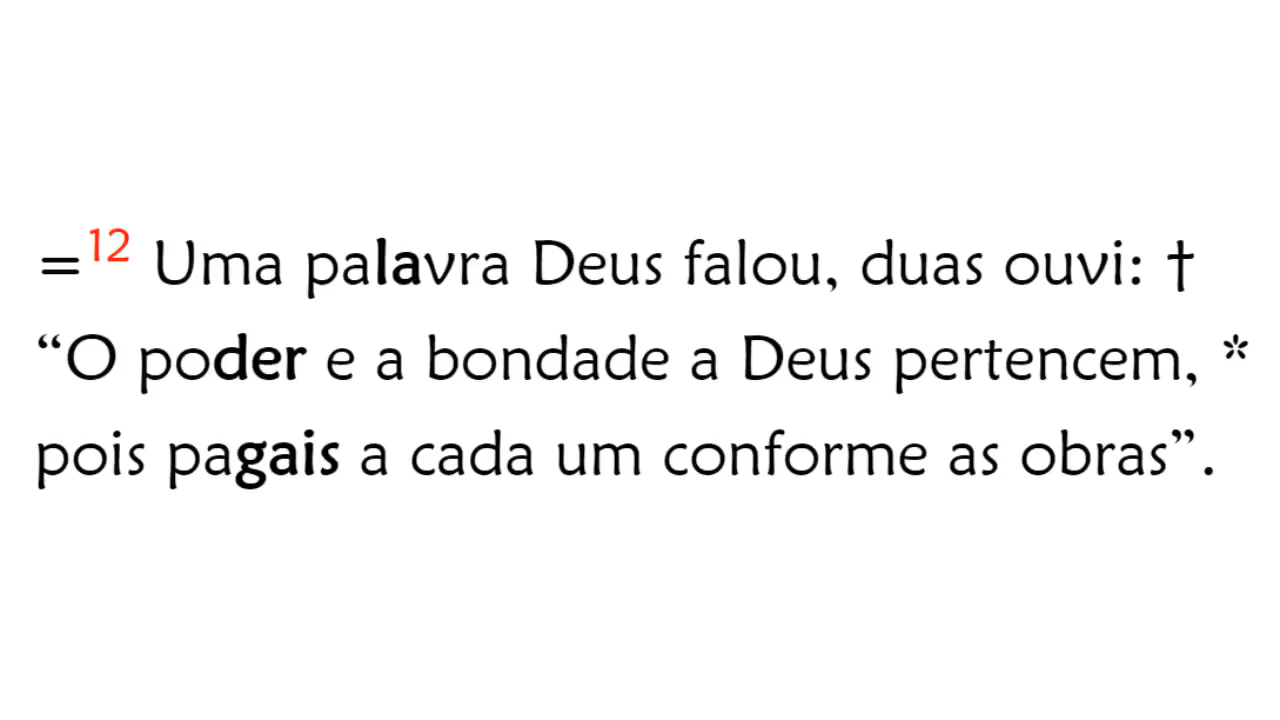 =12 Uma palavra Deus falou, duas ouvi: †
“O poder e a bondade a Deus pertencem, *
pois pagais a cada um conforme as obras”.